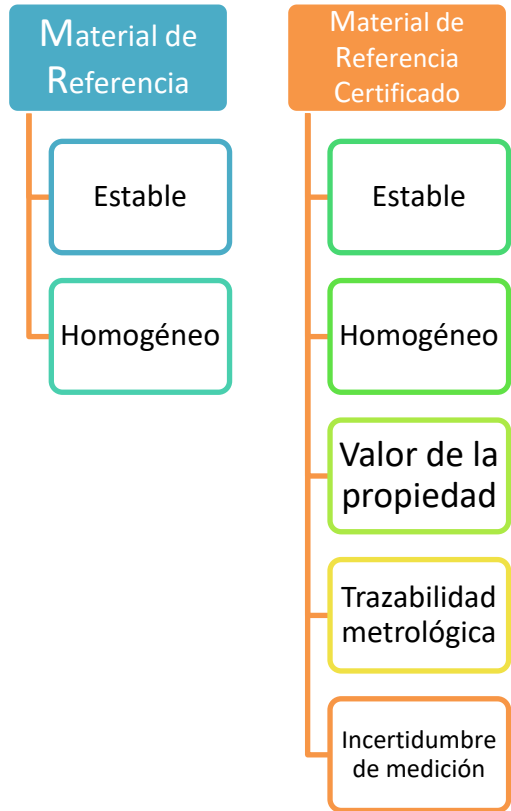 Material de
Referencia
Estable
Homogéneo
Material de
Referencia
Certificado
Estable
Homogéneo
Valor de la
propiedad
Trazabilidad
metrológica
Incertidumbre
de medición